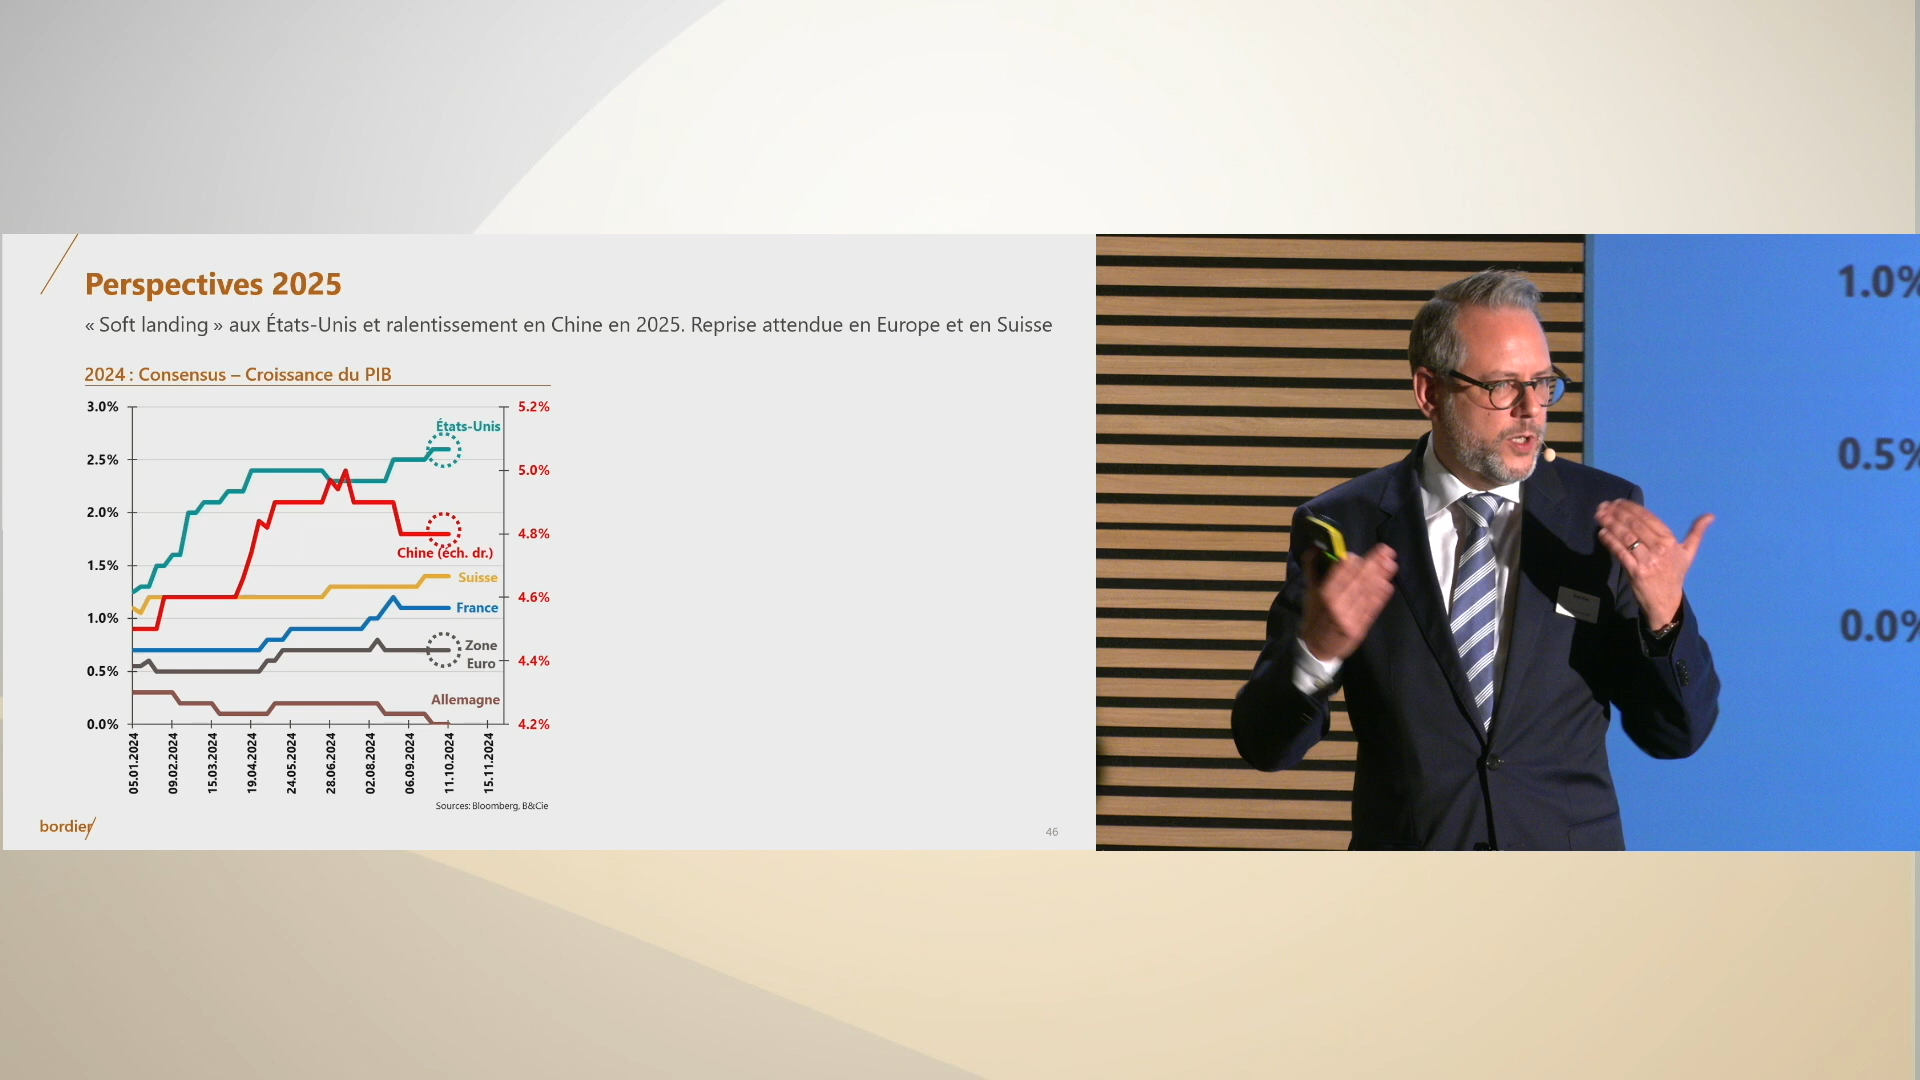 Perspectives 2025
« Soft landing » aux États-Unis et ralentissement en Chine en 2025. Reprise attendue en Europe et en Suisse
2024 : Consensus – Croissance du PIB
3.0%
2.5%
2.0%
1.5%
1.0%
0.5%
0.0%
5.2%
5.0%
4.8%
4.6%
4.4%
4.2%
États-Unis
Chine (éch. dr.)
Suisse
France
Zone
Euro
Allemagne
05.01.2024
09.02.2024
15.03.2024
19.04.2024
24.05.2024
28.06.2024
02.08.2024
06.09.2024
11.10.2024
15.11.2024
Sources: Bloomberg, B&Cie
bordier
46
1.0%
0.5%
0.0%